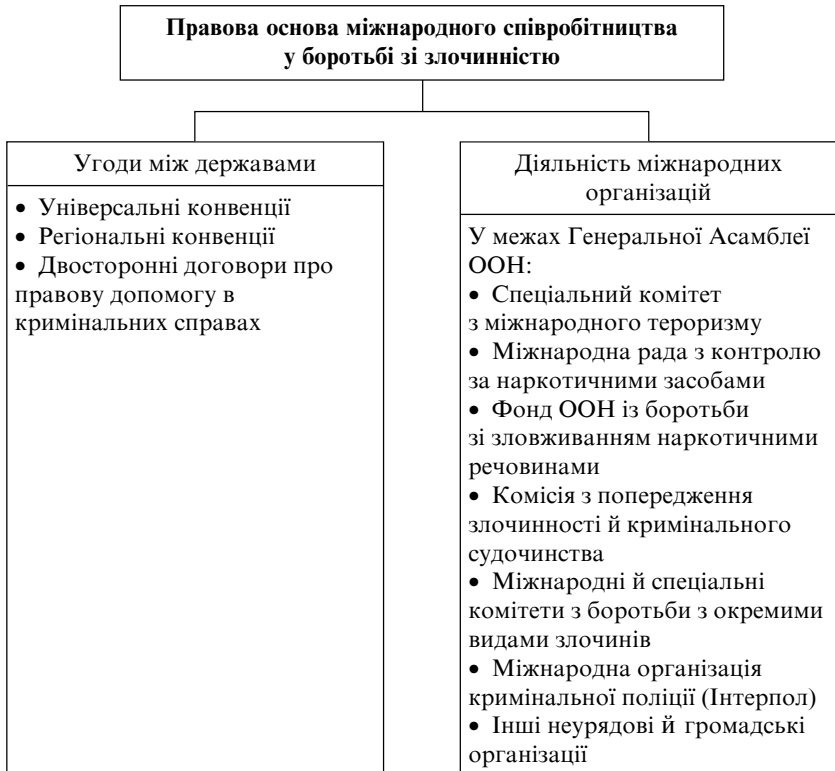 Правова основа міжнародного співробітництва
у боротьбі зі злочинністю
Угоди між державами
• Універсальні конвенції
• Регіональні конвенції
• Двосторонні договори про
правову допомогу в
кримінальних справах
Діяльність міжнародних
організацій
У межах Генеральної Асамблеї
ООН:
• Спеціальний комітет
з міжнародного тероризму
• Міжнародна рада з контролю
за наркотичними засобами
• Фонд ООН із боротьби
зі зловживанням наркотичними
речовинами
• Комісія з попередження
злочинності й кримінального
судочинства
• Міжнародні й спеціальні
комітети з боротьби з окремими
видами злочинів
• Міжнародна організація
кримінальної поліції (Інтерпол)
• Інші неурядові й громадські
організації